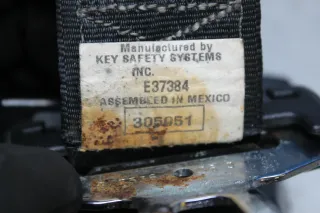 Manufactured by
KEY SAFETY SYSTEMS
INC.
E37384
ASSEMBLED IN MEXICO
305051